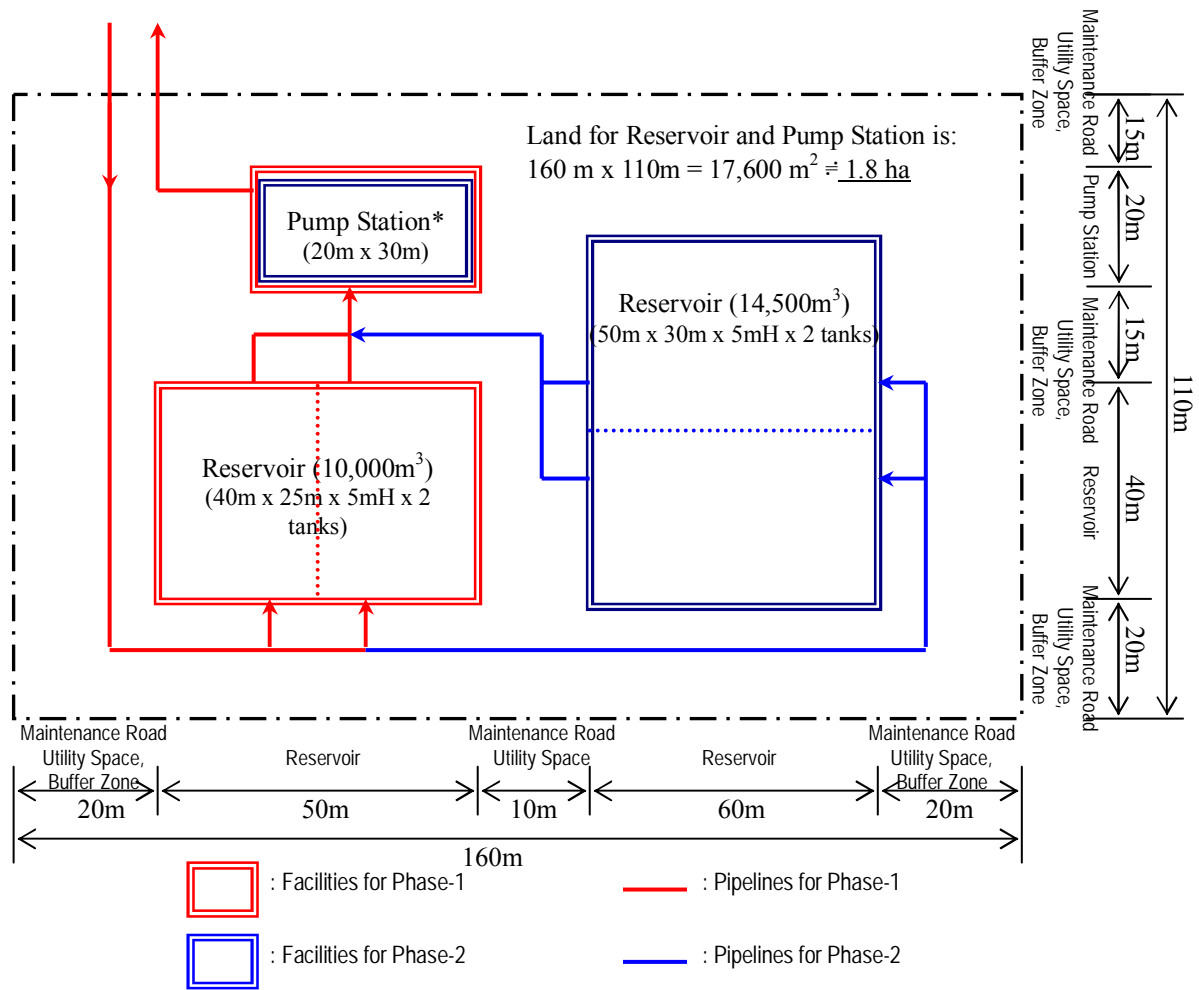 Maintenance Road
Utility Space,
Buffer Zone
Land for Reservoir and Pump Station is:
160 m x 110m = 17,600 m² ≒ 1.8 ha
15m
Pump Station*
(20m x 30m)
20m
Pump Station
Reservoir (14,500m³)
(50m x 30m x 5mH x 2 tanks)
15m
Maintenance Road
Utility Space,
Buffer Zone
110m
Reservoir (10,000m³)
(40m x 25m x 5mH x 2
tanks)
40m
Reservoir
20m
Maintenance Road
Utility Space,
Buffer Zone
Maintenance Road
Utility Space,
Buffer Zone
Reservoir
Maintenance Road
Utility Space
Reservoir
Maintenance Road
Utility Space,
Buffer Zone
20m
50m
10m
60m
20m
160m
: Facilities for Phase-1
: Pipelines for Phase-1
: Facilities for Phase-2
: Pipelines for Phase-2